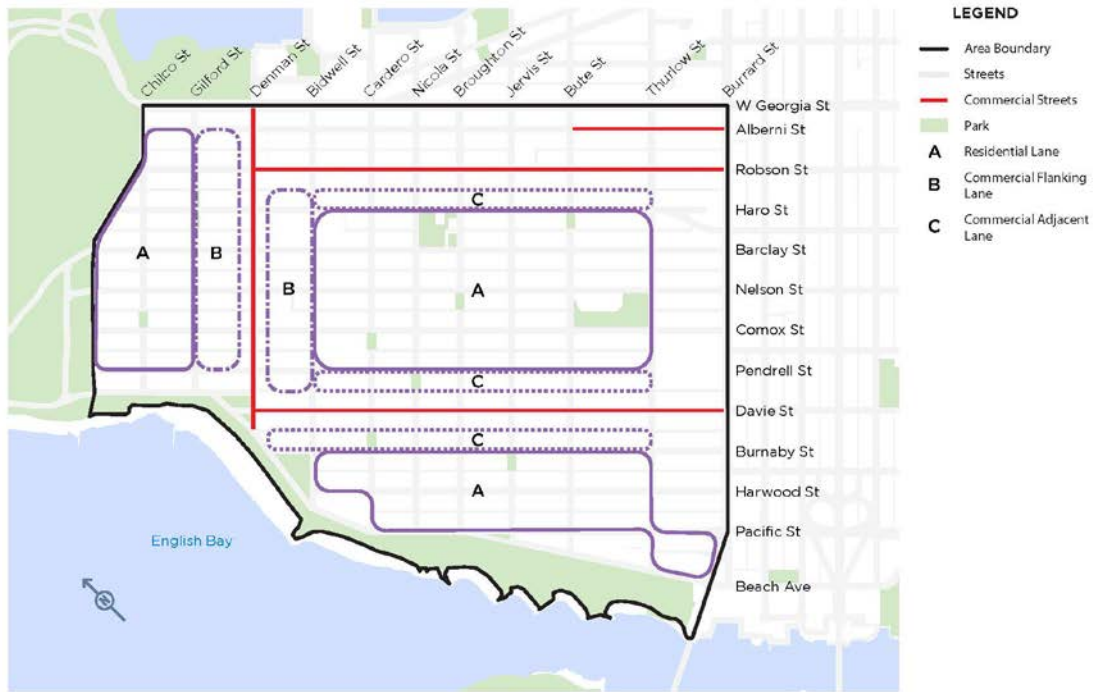 Chilco St
Gilford St
Denman St
Bidwell St
Cardero St
Nicola St
Broughton St
Jervis St
Bute St
Thurlow St
Burrard St
W Georgia St
Alberni St
Robson St
Haro St
Barclay St
Nelson St
Comox St
Pendrell St
Davie St
Burnaby St
Harwood St
Pacific St
Beach Ave
A
B
B
C
A
C
C
A
English Bay
N
LEGEND
Area Boundary
Streets
Commercial Streets
Park
A Residential Lane
B Commercial Flanking
Lane
C Commercial Adjacent
Lane